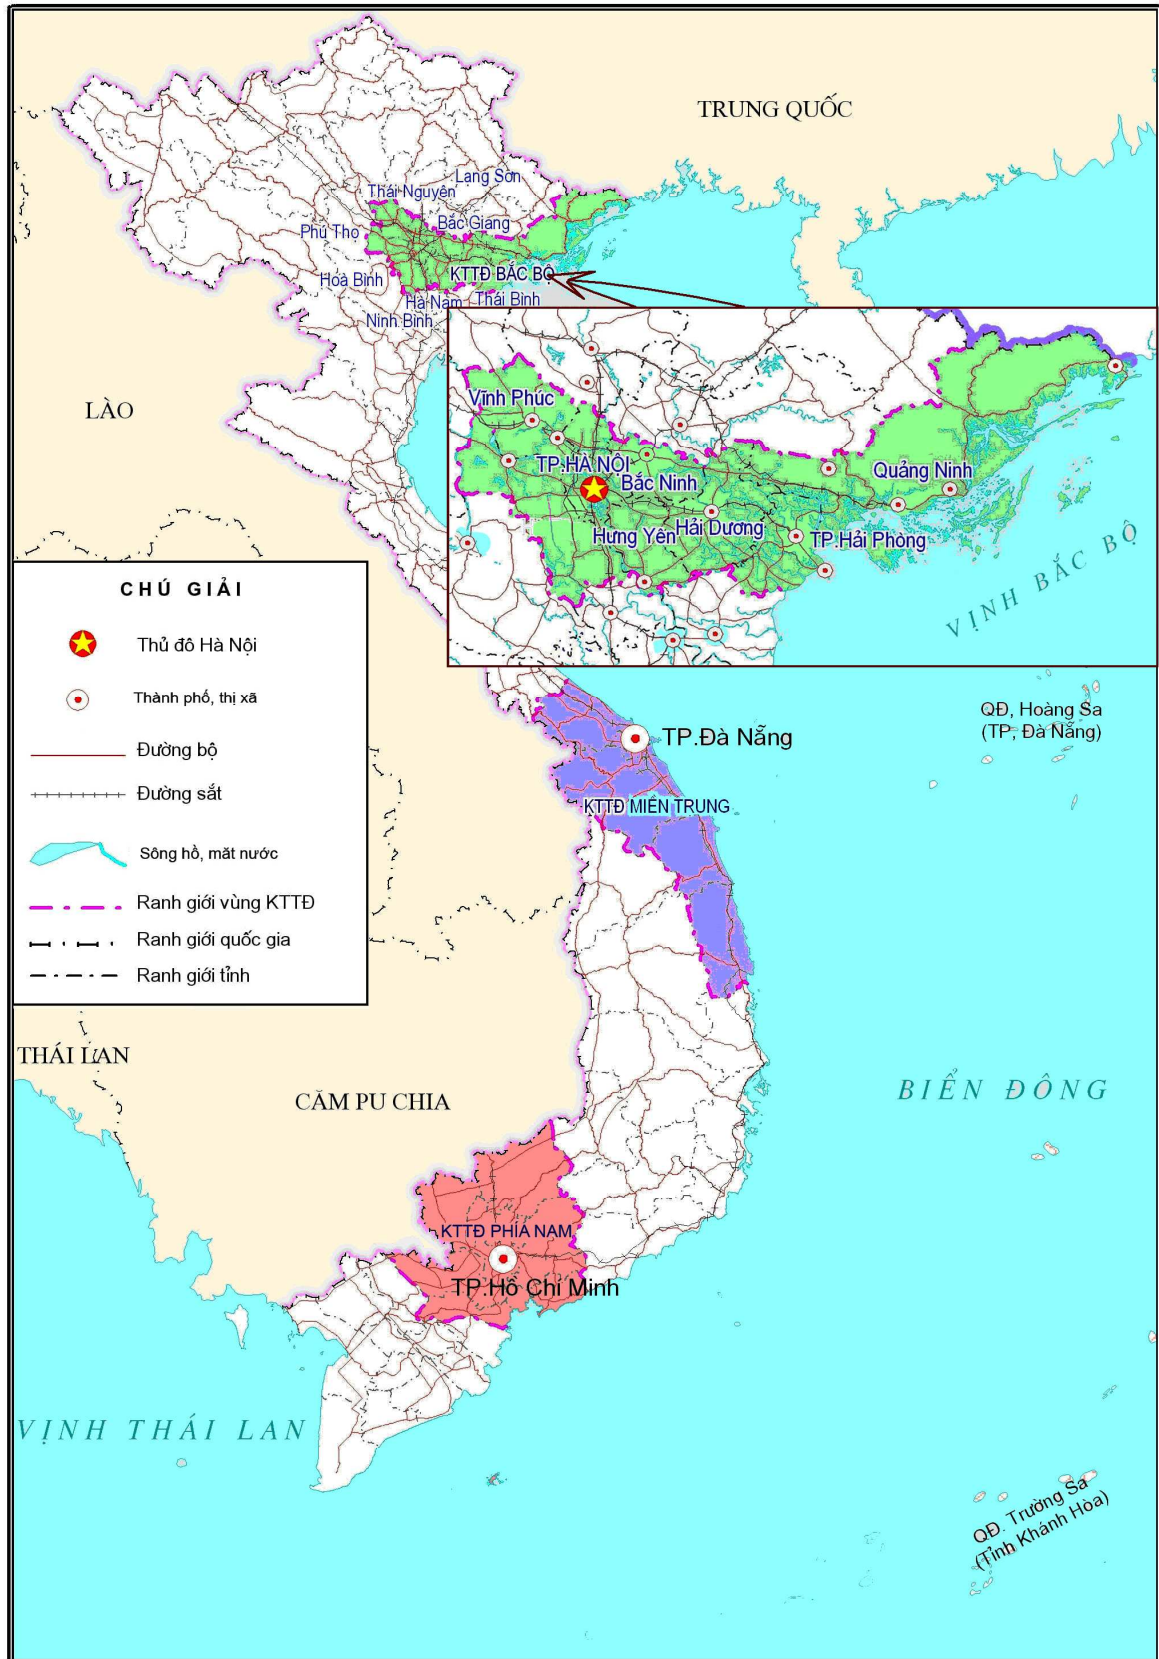 TRUNG QUỐC
Lạng Sơn
Thái Nguyên
Bắc Giang
Phú Thọ
KTTĐ BẮC BỘ
Hoà Bình
Hà Nam
Thái Bình
Ninh Bình
LÀO
Vĩnh Phúc
TP.HÀ NỘI
Bắc Ninh
Quảng Ninh
Hưng Yên
Hải Dương
TP.Hải Phòng
VỊNH BẮC BỘ
CHÚ GIẢI
Thủ đô Hà Nội
Thành phố, thị xã
Đường bộ
Đường sắt
Sông hồ, măt nước
Ranh giới vùng KTTĐ
Ranh giới quốc gia
Ranh giới tỉnh
QĐ, Hoàng Sa
(TP, Đà Nẵng)
TP.Đà Nẵng
KTTĐ MIỀN TRUNG
THÁI LAN
CĂM PU CHIA
BIỂN ĐÔNG
KTTĐ PHÍA NAM
TP.Hồ Chí Minh
VỊNH THÁI LAN
QĐ. Trường Sa
(Tỉnh Khánh Hòa)